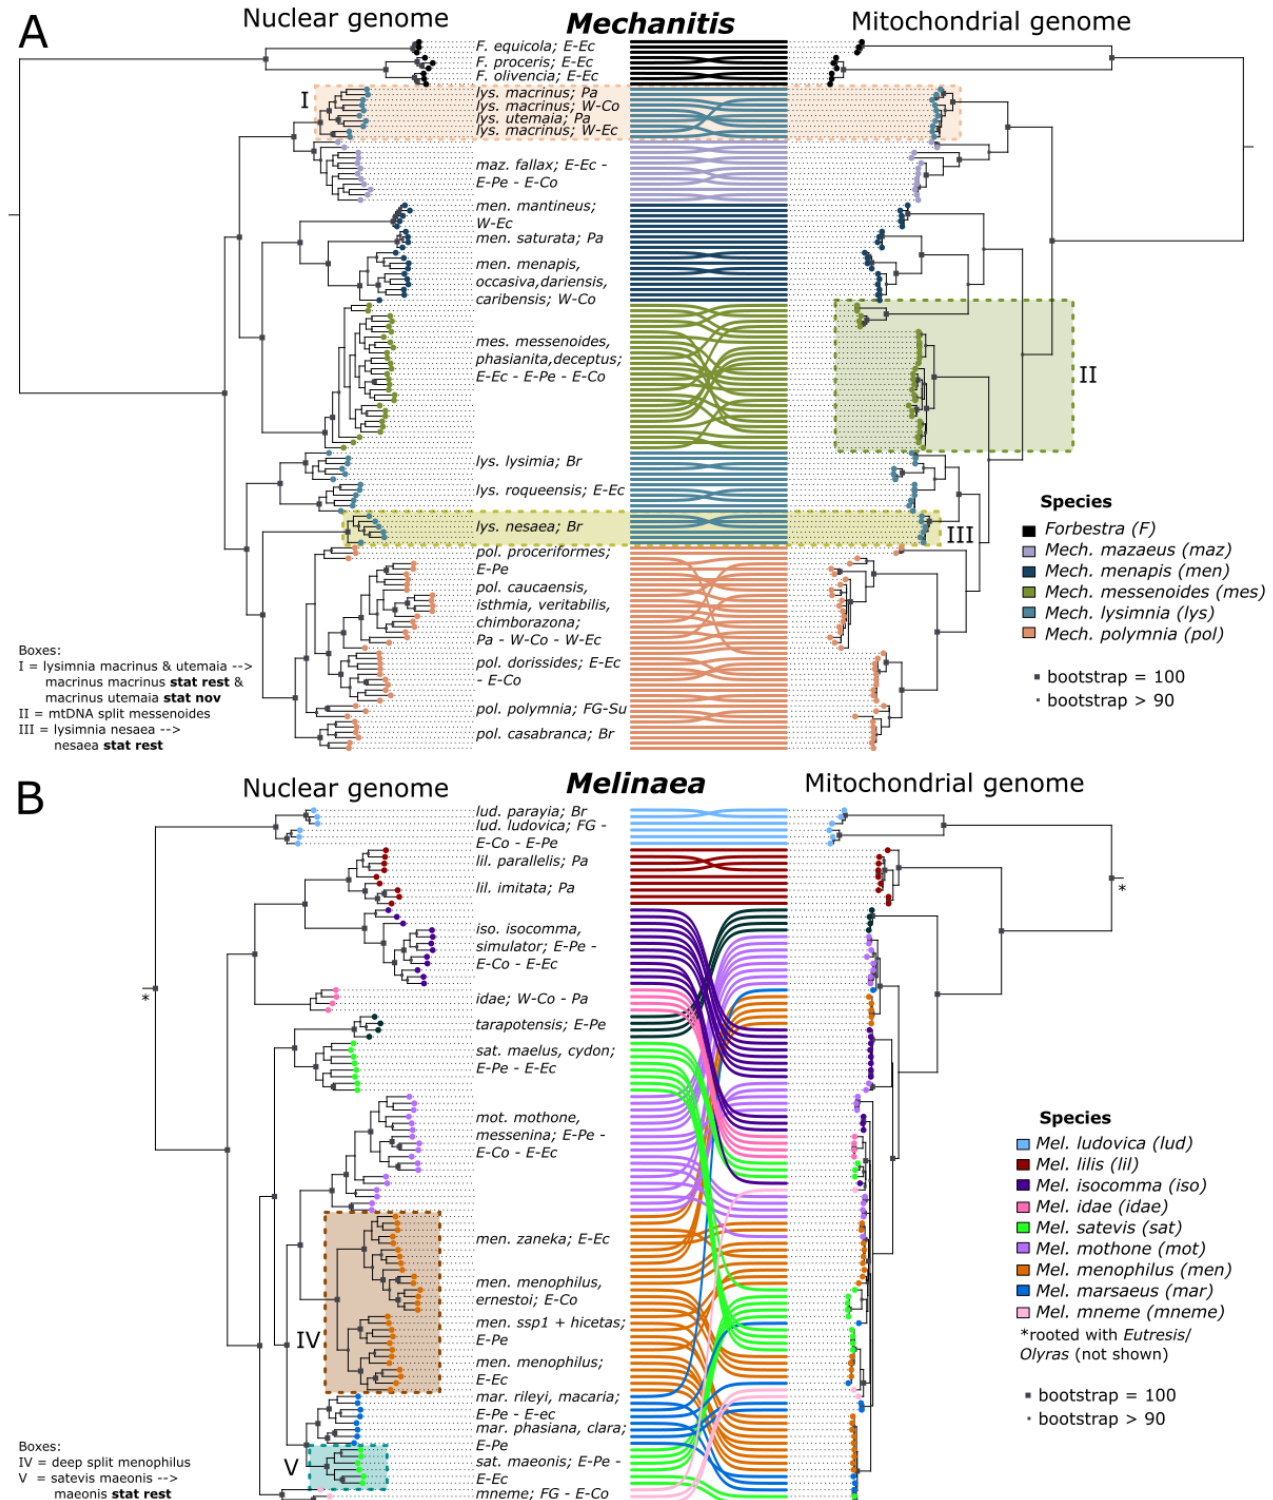 A
Nuclear genome
Mechanitis
Mitochondrial genome
F. equicola; E-Ec
F. proceris; E-Ec
F. olivencia; E-Ec
I
lys. macrinus; Pa
lys. macrinus; W-Co
lys. utemaia; Pa
lys. macrinus; W-Ec
maz. fallax; E-Ec -
E-Pe - E-Co
men. mantineus;
W-Ec
men. saturata; Pa
men. menapis,
occasiva,dariensis,
caribensis; W-Co
mes. messenoides,
phasianita,deceptus;
E-Ec - E-Pe - E-Co
II
lys. lysimia; Br
lys. roqueensis; E-Ec
lys. nesaea; Br
III
pol. proceriformes;
E-Pe
pol. caucaensis,
isthmia, veritabilis,
chimborazona;
Pa - W-Co - W-Ec
pol. dorissides; E-Ec
- E-Co
pol. polymnia; FG-Su
pol. casabranca; Br
Species
Forbestra (F)
Mech. mazaeus (maz)
Mech. menapis (men)
Mech. messenoides (mes)
Mech. lysimnia (lys)
Mech. polymnia (pol)
bootstrap = 100
bootstrap > 90
Boxes:
I = lysimnia macrinus & utemaia -->
macrinus macrinus stat rest &
macrinus utemaia stat nov
II = mtDNA split messenoides
III = lysimnia nesaea -->
nesaea stat rest
B
Nuclear genome
Melinaea
Mitochondrial genome
lud. parayia; Br
lud. ludovica; FG -
E-Co - E-Pe
lil. parallelis; Pa
lil. imitata; Pa
iso. isocomma,
simulator; E-Pe -
E-Co - E-Ec
idae; W-Co - Pa
tarapotensis; E-Pe
sat. maelus, cydon;
E-Pe - E-Ec
mot. mothone,
messenina; E-Pe -
E-Co - E-Ec
men. zaneka; E-Ec
men. menophilus,
ernestoi; E-Co
men. ssp1 + hicetas;
E-Pe
men. menophilus;
E-Ec
mar. rileyi, macaria;
E-Pe - E-ec
mar. phasiana, clara;
E-Pe
sat. maeonis; E-Pe -
E-Ec
mneme; FG - E-Co
*
*
IV
V
Species
Mel. ludovica (lud)
Mel. lilis (lil)
Mel. isocomma (iso)
Mel. idae (idae)
Mel. satevis (sat)
Mel. mothone (mot)
Mel. menophilus (men)
Mel. marsaeus (mar)
Mel. mneme (mneme)
*rooted with Eutresis/
Olyras (not shown)
bootstrap = 100
bootstrap > 90
Boxes:
IV = deep split menophilus
V = satevis maeonis -->
maeonis stat rest